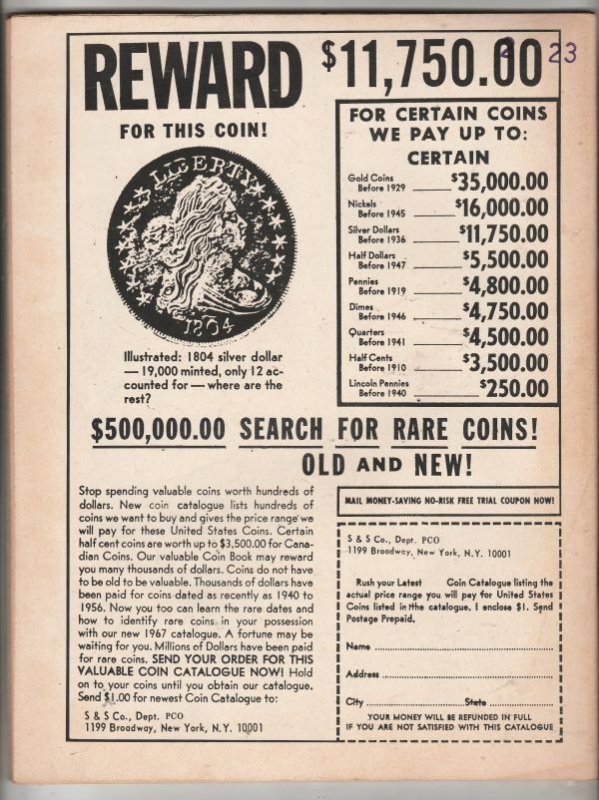 REWARD $11,750.00
23
FOR THIS COIN!
LIBERTY
1804
Illustrated: 1804 silver dollar
— 19,000 minted, only 12 ac-
counted for — where are the
rest?
FOR CERTAIN COINS
WE PAY UP TO:
CERTAIN
Gold Coins
Before 1929 $35,000.00
Nickels
Before 1945 $16,000.00
Silver Dollars
Before 1936 $11,750.00
Half Dollars
Before 1947 $5,500.00
Pennies
Before 1919 $4,800.00
Dimes
Before 1946 $4,750.00
Quarters
Before 1941 $4,500.00
Half Cents
Before 1910 $3,500.00
Lincoln Pennies
Before 1940 $250.00
$500,000.00 SEARCH FOR RARE COINS!
OLD AND NEW!
Stop spending valuable coins worth hundreds of
dollars. New coin catalogue lists hundreds of
coins we want to buy and gives the price range we
will pay for these United States Coins. Certain
half cent coins are worth up to $3,500.00 for Cana-
dian Coins. Our valuable Coin Book may reward
you many thousands of dollars. Coins do not have
to be old to be valuable. Thousands of dollars have
been paid for coins dated as recently as 1940 to
1956. Now you too can learn the rare dates and
how to identify rare coins in your possession
with our new 1967 catalogue. A fortune may be
waiting for you. Millions of Dollars have been paid
for rare coins. SEND YOUR ORDER FOR THIS
VALUABLE COIN CATALOGUE NOW! Hold
on to your coins until you obtain our catalogue.
Send $1.00 for newest Coin Catalogue to:
S & S Co., Dept. PCO
1199 Broadway, New York, N.Y. 10001
MAIL MONEY-SAVING NO-RISK FREE TRIAL COUPON NOW!
S & S Co., Dept. PCO
1199 Broadway, New York, N.Y. 10001
Rush your Latest Coin Catalogue listing the
actual price range you will pay for United States
Coins listed in the catalogue. I enclose $1. Send
Postage Prepaid.
Name
Address
City State
YOUR MONEY WILL BE REFUNDED IN FULL
IF YOU ARE NOT SATISFIED WITH THIS CATALOGUE